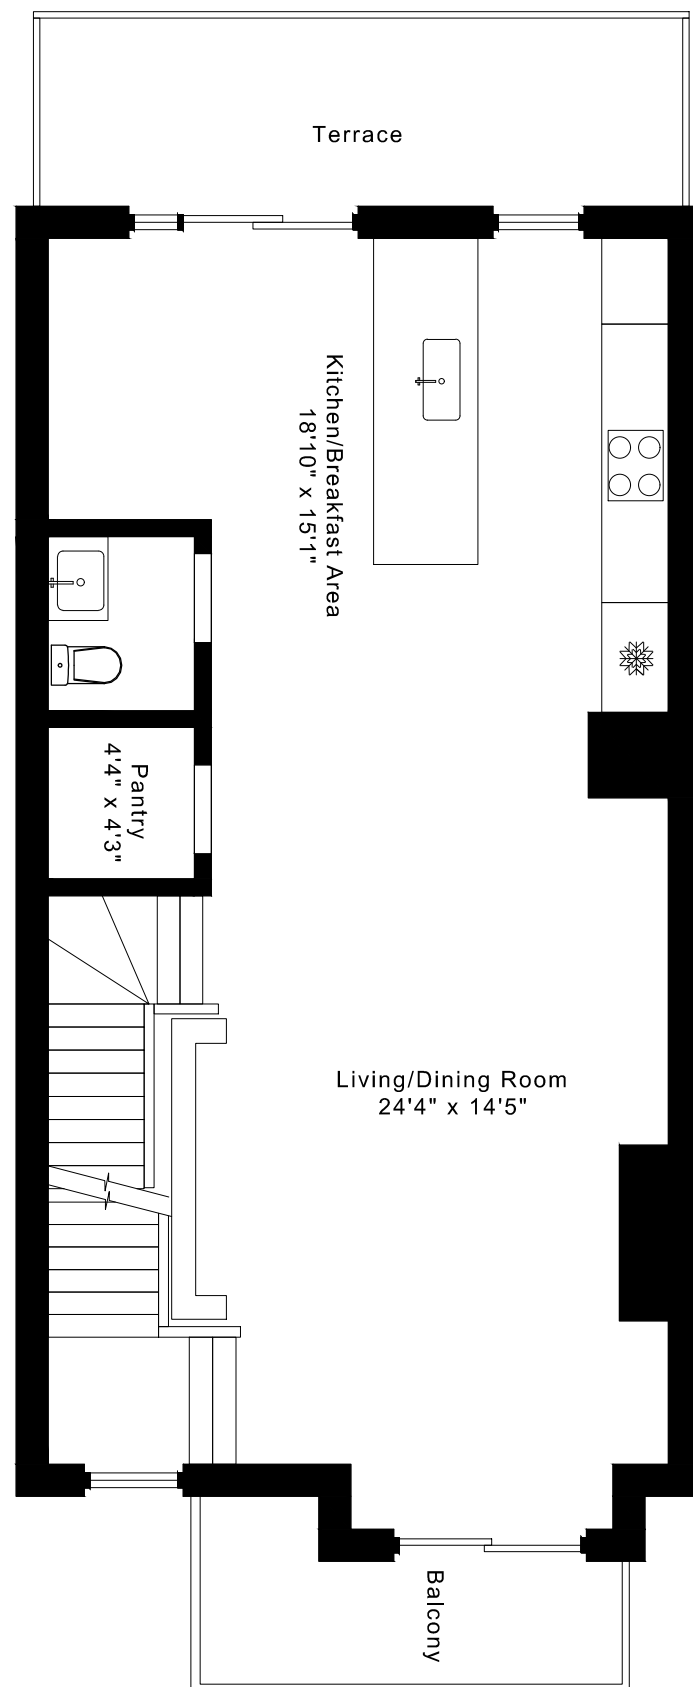 Terrace
Kitchen/Breakfast Area
18'10" x 15'1"
Pantry
4'4" x 4'3"
Living/Dining Room
24'4" x 14'5"
Balcony